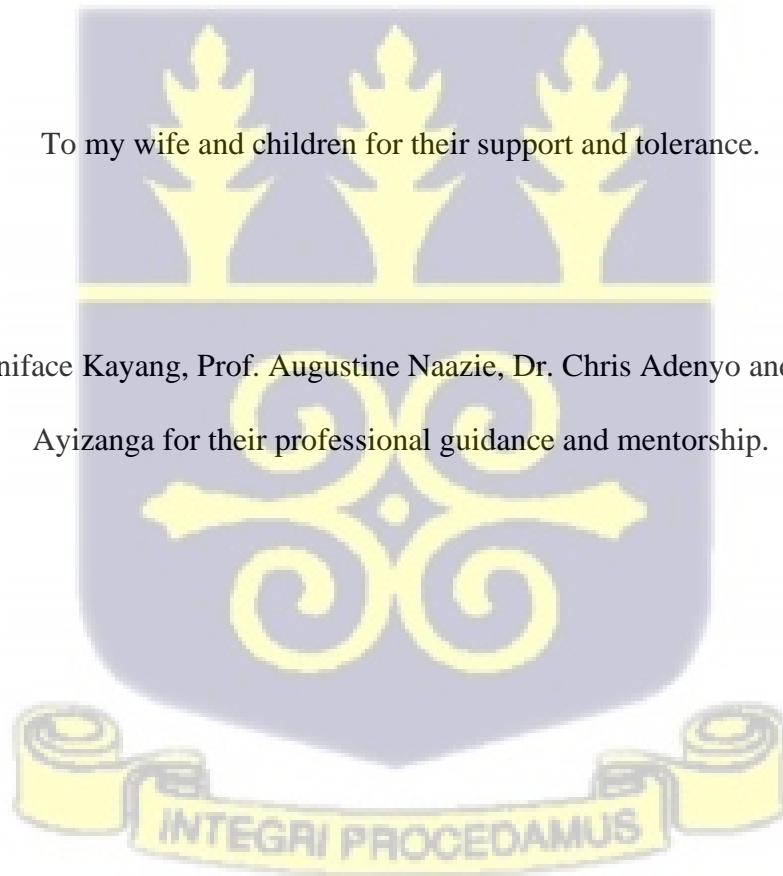 To my wife and children for their support and tolerance.
Kayang, Prof. Augustine Naazie, Dr. Chris Adenyo and
Ayizanga for their professional guidance and mentorship.
INTEGRI PROCEDAMUS